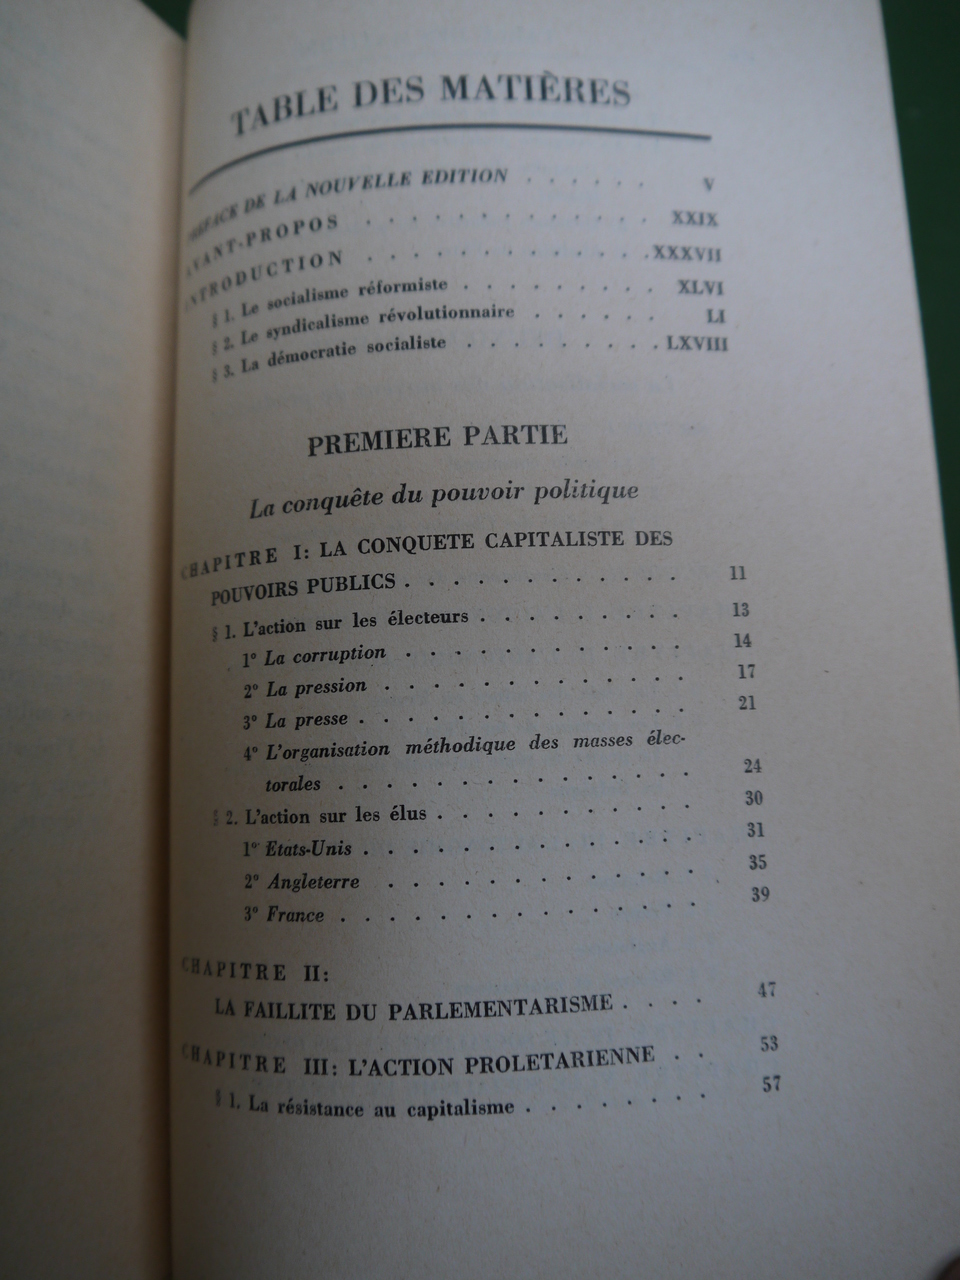 TABLE DES MATIÈRES
PREFACE DE LA NOUVELLE EDITION . . . . . . V
AVANT-PROPOS . . . . . . . . . . . . . XXIX
INTRODUCTION . . . . . . . . . . . . . XXXVII
§ 1. Le socialisme réformiste . . . . . . . . . XLVI
§ 2. Le syndicalisme révolutionnaire . . . . . . LI
§ 3. La démocratie socialiste . . . . . . . . . LXVIII
PREMIERE PARTIE
La conquête du pouvoir politique
CHAPITRE I: LA CONQUETE CAPITALISTE DES
POUVOIRS PUBLICS . . . . . . . . . . . . 11
§ 1. L'action sur les électeurs . . . . . . . . . 13
1° La corruption . . . . . . . . . . . . 14
2° La pression . . . . . . . . . . . . . 17
3° La presse . . . . . . . . . . . . . . 21
4° L'organisation méthodique des masses élec-
torales . . . . . . . . . . . . . . . 24
§ 2. L'action sur les élus . . . . . . . . . . . 30
1° Etats-Unis . . . . . . . . . . . . . . 31
2° Angleterre . . . . . . . . . . . . . 35
3° France . . . . . . . . . . . . . . . 39
CHAPITRE II:
LA FAILLITE DU PARLEMENTARISME . . . . 47
CHAPITRE III: L'ACTION PROLETARIENNE . . 53
§ 1. La résistance au capitalisme . . . . . . . . 57